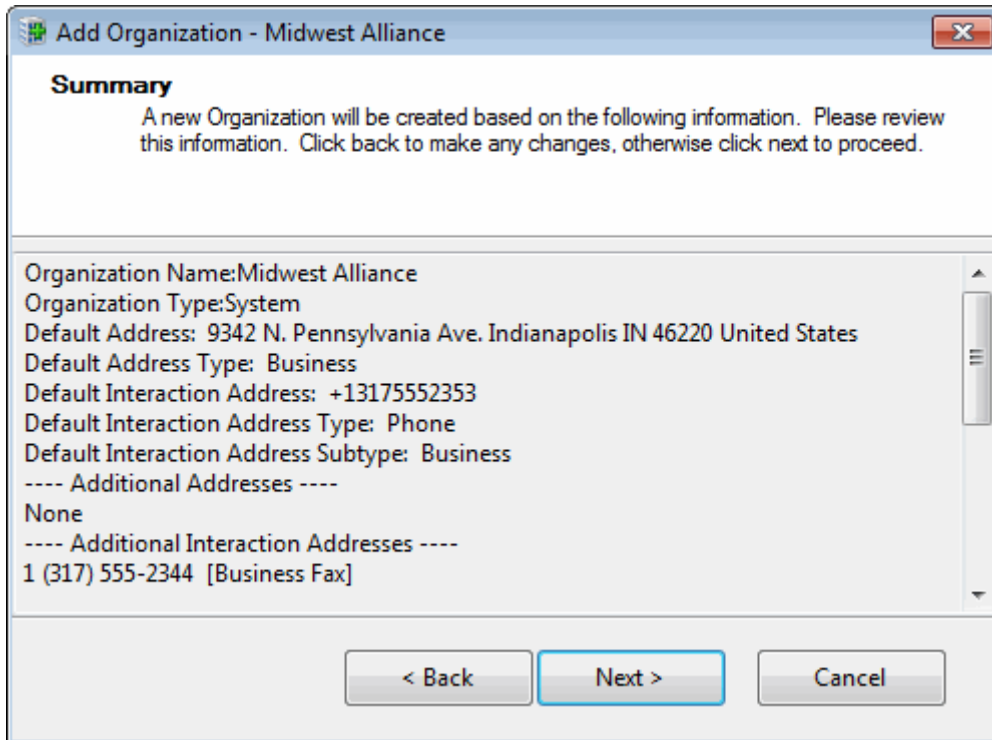 Add Organization - Midwest Alliance
Summary
A new Organization will be created based on the following information.  Please review
this information.  Click back to make any changes, otherwise click next to proceed.
Organization Name:Midwest Alliance
Organization Type:System
Default Address:  9342 N. Pennsylvania Ave. Indianapolis IN 46220 United States
Default Address Type:  Business
Default Interaction Address:  +13175552353
Default Interaction Address Type:  Phone
Default Interaction Address Subtype:  Business
---- Additional Addresses ----
None
---- Additional Interaction Addresses ----
1 (317) 555-2344  [Business Fax]
< Back
Next >
Cancel